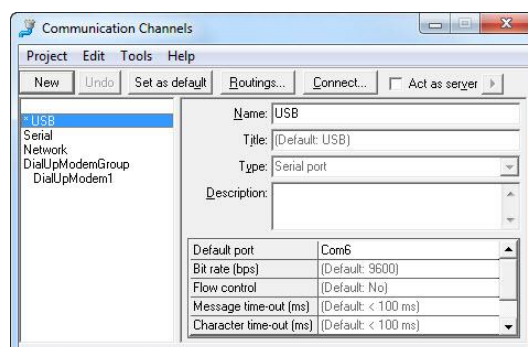 Communication Channels
Project Edit Tools Help
New Undo Set as default Routings... Connect... Act as server
* USB
Serial
Network
DialUpModemGroup
DialUpModem1
Name: USB
Title: (Default: USB)
Type: Serial port
Description:
Default port Com6
Bit rate (bps) (Default: 9600)
Flow control (Default: No)
Message time-out (ms) (Default: < 100 ms)
Character time-out (ms) (Default: < 100 ms)